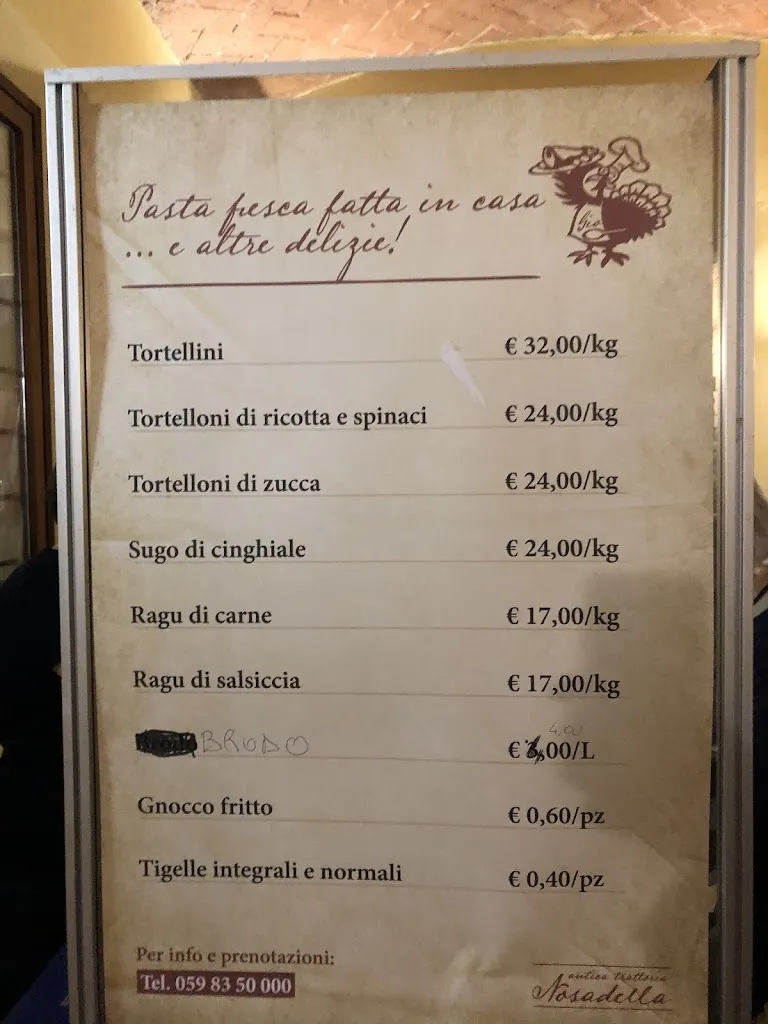 Pasta fresca fatta in casa
... e altre delizie!
Gio
Tortellini € 32,00/kg
Tortelloni di ricotta e spinaci € 24,00/kg
Tortelloni di zucca € 24,00/kg
Sugo di cinghiale € 24,00/kg
Ragu di carne € 17,00/kg
Ragu di salsiccia € 17,00/kg
4,00
BRODO € ,00/L
Gnocco fritto € 0,60/pz
Tigelle integrali e normali € 0,40/pz
Per info e prenotazioni:
Tel. 059 83 50 000
antica trattoria
Nosadella